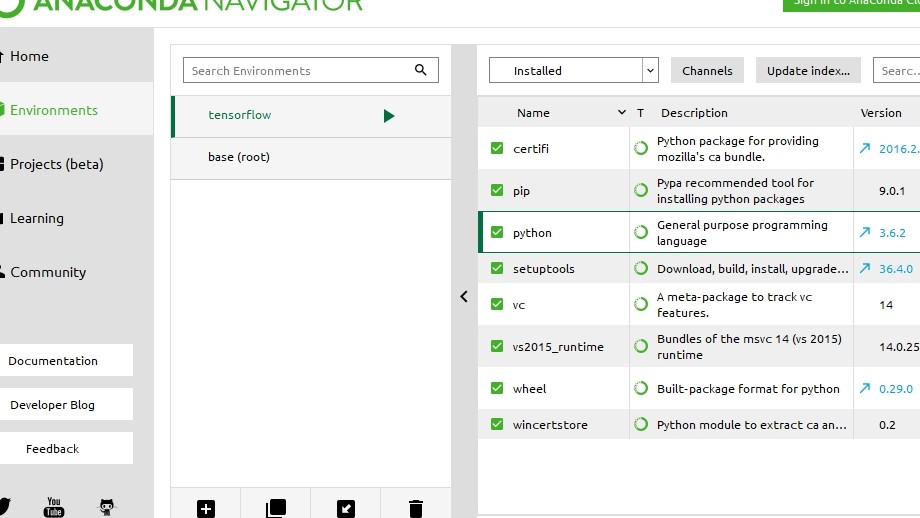 ANACONDA NAVIGATOR
Sign in to Anaconda Clo
Home
Environments
Projects (beta)
Learning
Community
Documentation
Developer Blog
Feedback
You
Tube
Search Environments
tensorflow
base (root)
Installed
Channels
Update index...
Searc...
Name
T
Description
Version
certifi
Python package for providing
mozilla's ca bundle.
2016.2.
pip
Pypa recommended tool for
installing python packages
9.0.1
python
General purpose programming
language
3.6.2
setuptools
Download, build, install, upgrade...
36.4.0
vc
A meta-package to track vc
features.
14
vs2015_runtime
Bundles of the msvc 14 (vs 2015)
runtime
14.0.25
wheel
Built-package format for python
0.29.0
wincertstore
Python module to extract ca an...
0.2